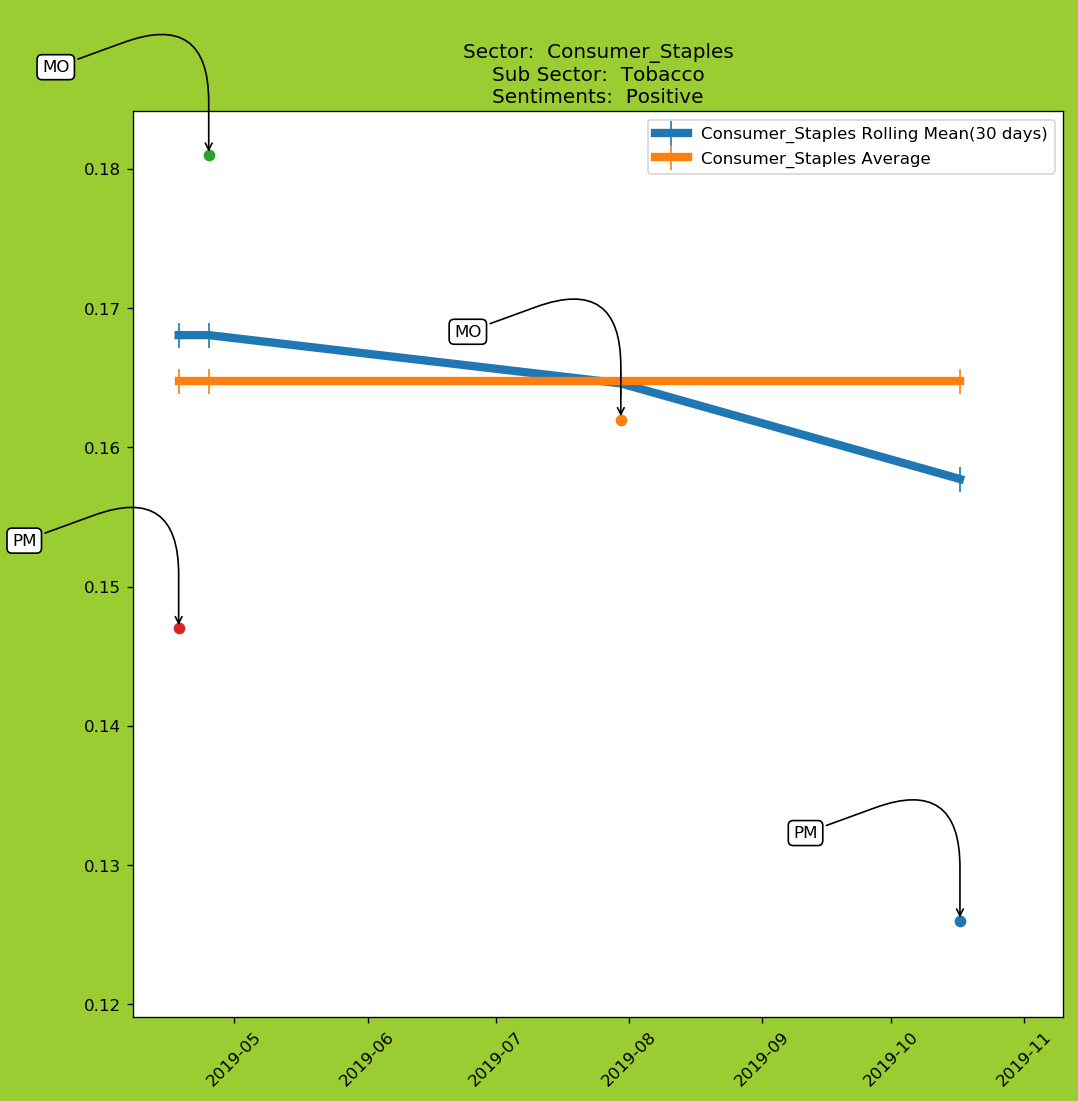 Sector:  Consumer_Staples
Sub Sector:  Tobacco
Sentiments:  Positive
MO
Consumer_Staples Rolling Mean(30 days)
Consumer_Staples Average
0.18
0.17
MO
0.16
PM
0.15
0.14
PM
0.13
0.12
2019-05
2019-06
2019-07
2019-08
2019-09
2019-10
2019-11